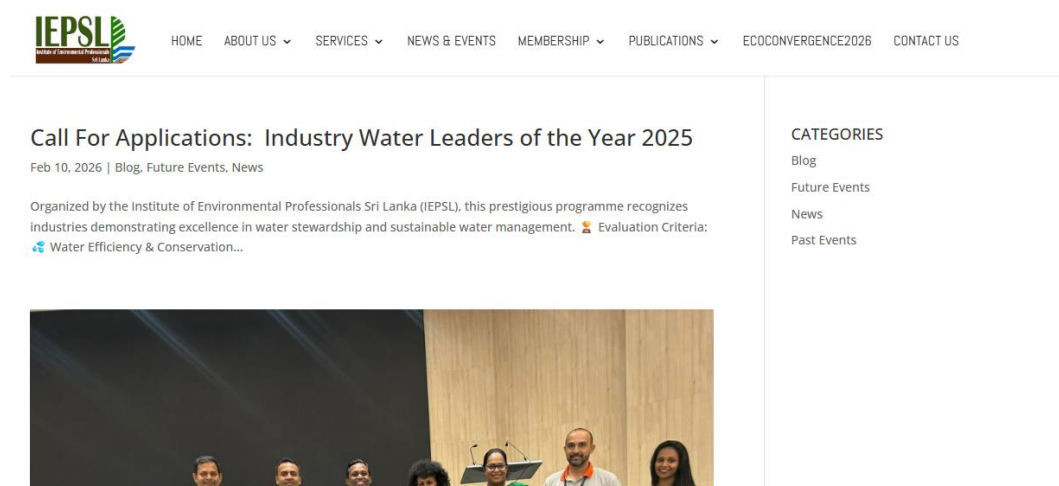 IEPSL
Institute of Environmental Professionals
Sri Lanka
HOME
ABOUT US
SERVICES
NEWS & EVENTS
MEMBERSHIP
PUBLICATIONS
ECOCONVERGENCE2026
CONTACT US
Call For Applications:  Industry Water Leaders of the Year 2025
Feb 10, 2026 | Blog, Future Events, News
Organized by the Institute of Environmental Professionals Sri Lanka (IEPSL), this prestigious programme recognizes
industries demonstrating excellence in water stewardship and sustainable water management. 🏆 Evaluation Criteria:
💦 Water Efficiency & Conservation...
CATEGORIES
Blog
Future Events
News
Past Events